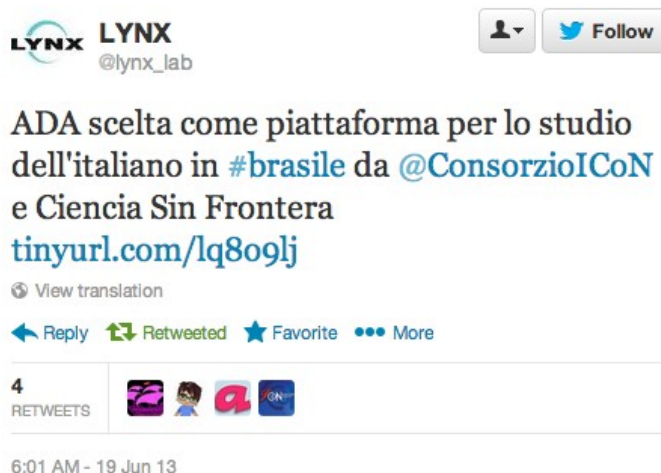 LYNX
LYNX
@lynx_lab
Follow
ADA scelta come piattaforma per lo studio
dell'italiano in #brasile da @ConsorzioICoN
e Ciencia Sin Frontera
tinyurl.com/lq8o9lj
View translation
Reply Retweeted Favorite More
4
RETWEETS
6:01 AM - 19 Jun 13